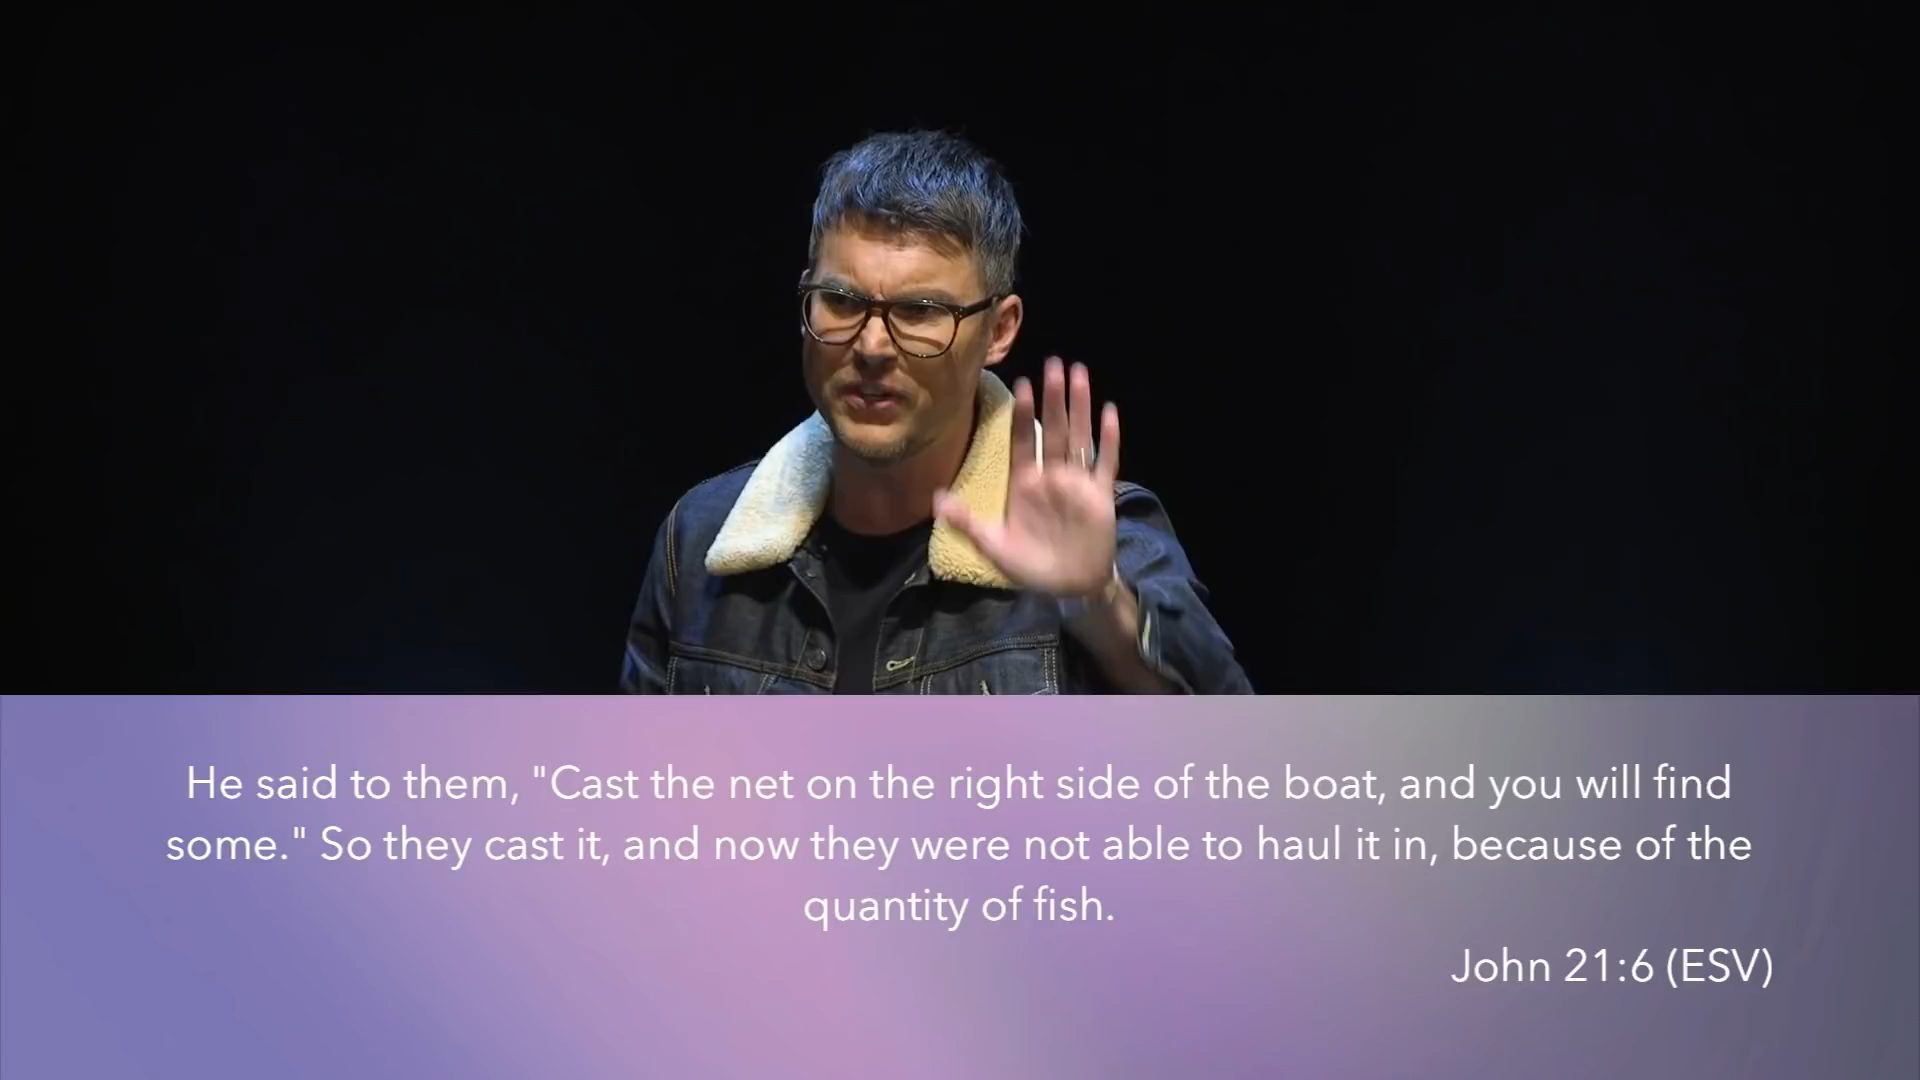 He said to them, "Cast the net on the right side of the boat, and you will find
some." So they cast it, and now they were not able to haul it in, because of the
quantity of fish.
John 21:6 (ESV)